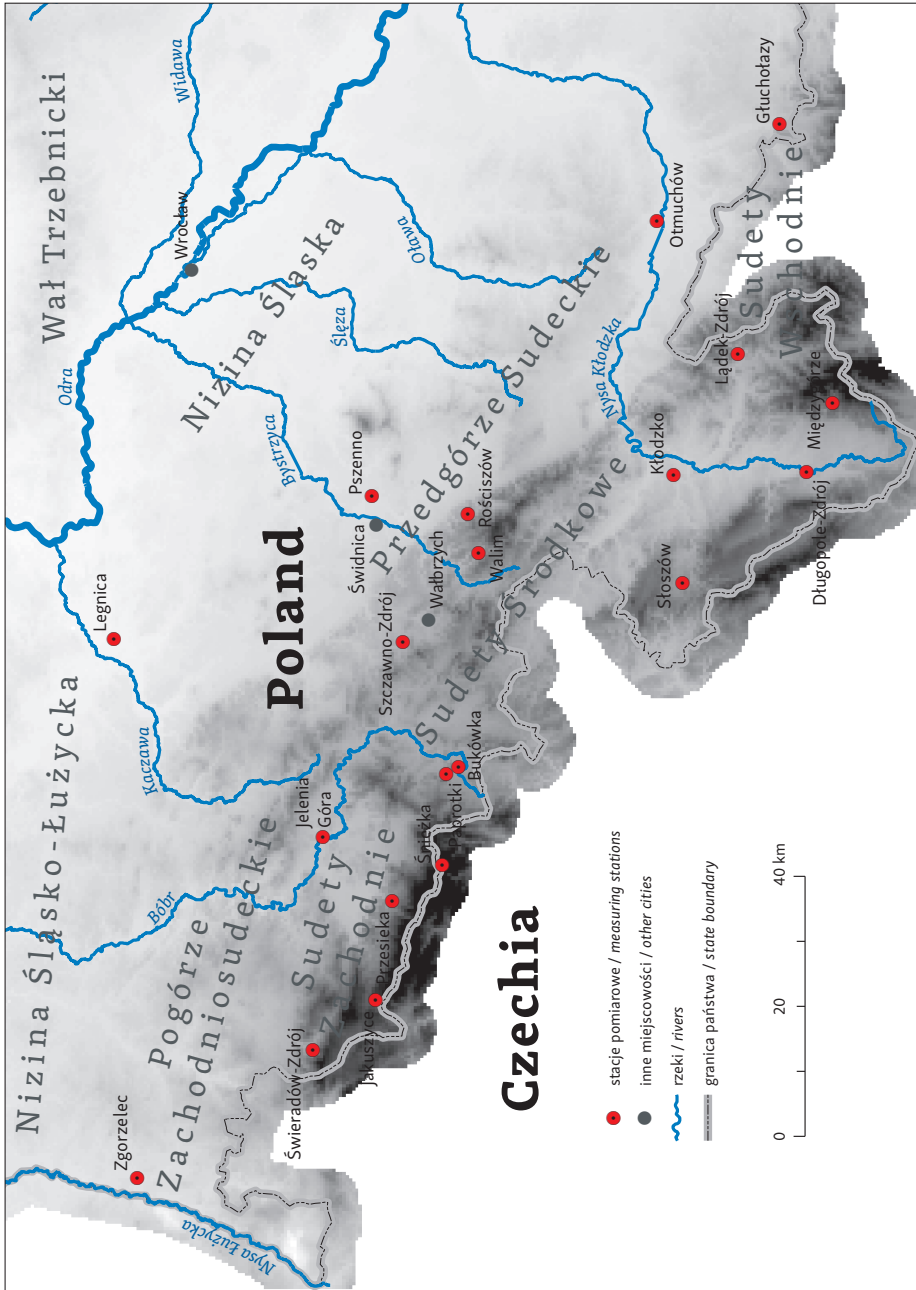 Nizina Śląsko-Łużycka
Wał Trzebnicki
Widawa
Odra
Zgorzelec
Legnica
Wrocław
Kaczawa
Bóbr
Pogórze
Zachodniosudeckie
Nysa Łużycka
Nizina Śląska
Bystrzyca
Ślęza
Oława
Poland
Jelenia
Góra
Świeradów-Zdrój
Sudety
Zachodnie
Jakuszyce
Przesieka
Śnieżka
Paprotki
Bukówka
Szczawno-Zdrój
Wałbrzych
Świdnica
Pszenno
Przedgórze Sudeckie
Walim
Rościszów
Sudety Środkowe
Nysa Kłodzka
Otmuchów
Kłodzko
Słoszów
Lądek-Zdrój
Sudety
Wschodnie
Głuchołazy
Długopole-Zdrój
Międzygórze
Czechia
stacje pomiarowe / measuring stations
inne miejscowości / other cities
rzeki / rivers
granica państwa / state boundary
0
20
40 km